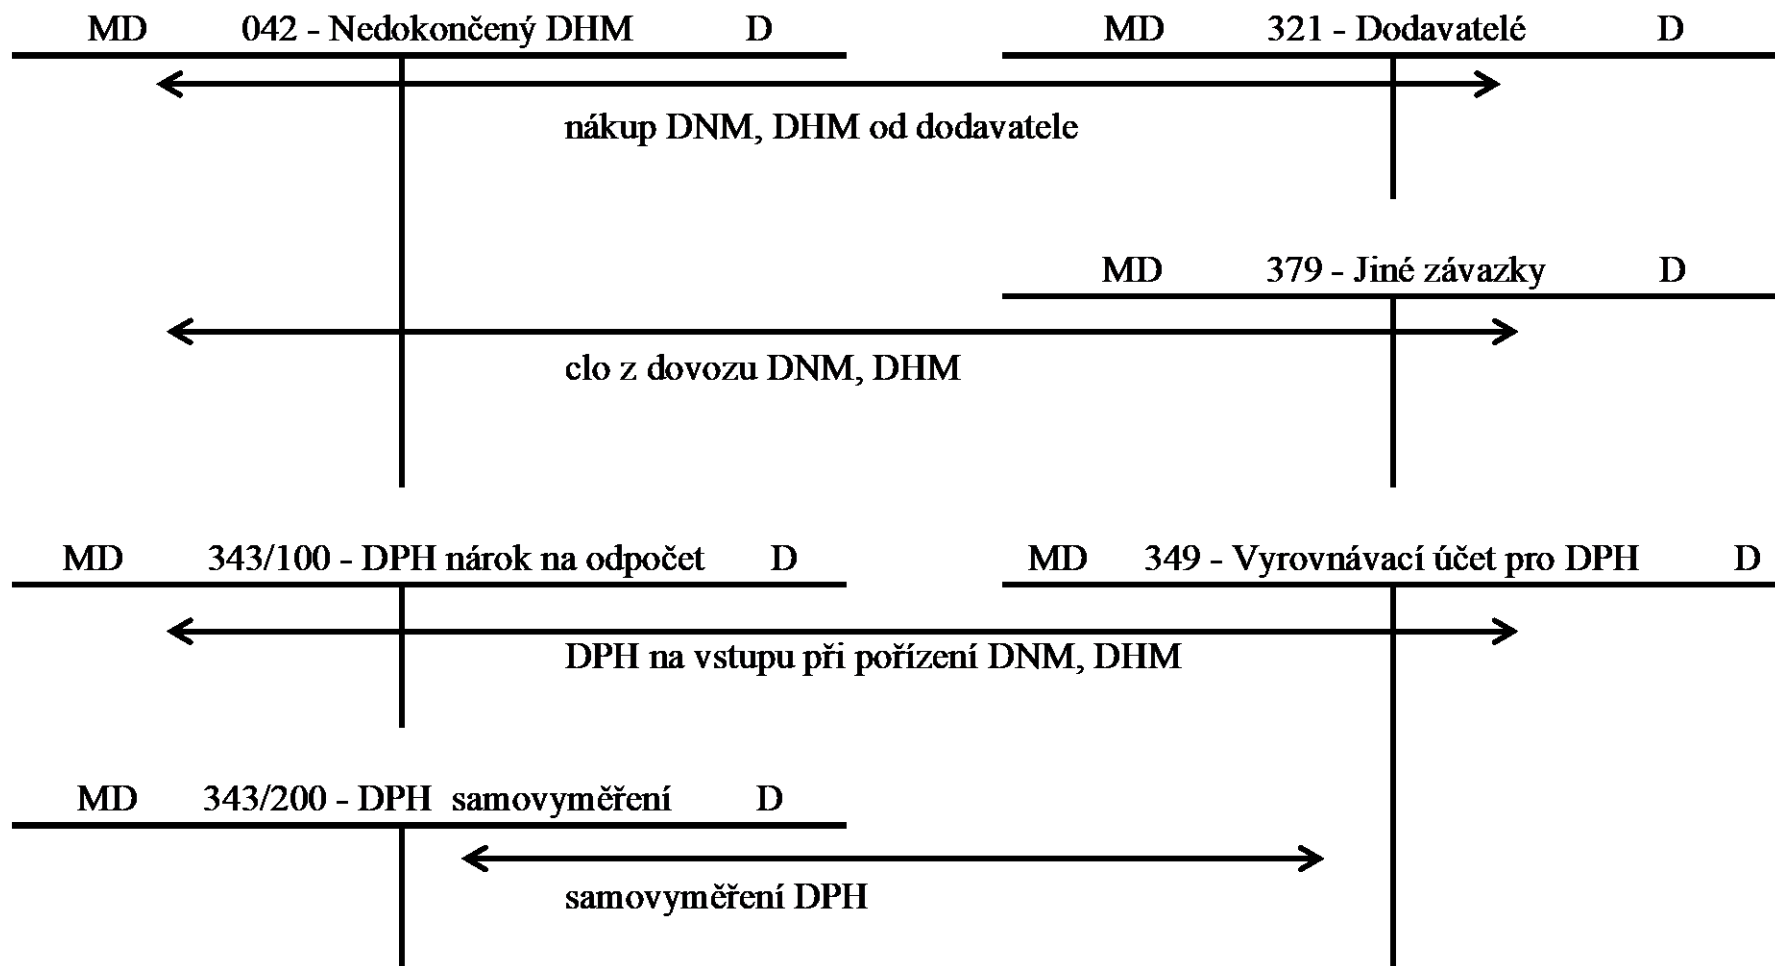 MD 042 - Nedokončený DHM D MD 321 - Dodavatelé D
nákup DNM, DHM od dodavatele
MD 379 - Jiné závazky D
clo z dovozu DNM, DHM
MD 343/100 - DPH nárok na odpočet D MD 349 - Vyrovnávací účet pro DPH D
DPH na vstupu při pořízení DNM, DHM
MD 343/200 - DPH samovyměření D
samovyměření DPH